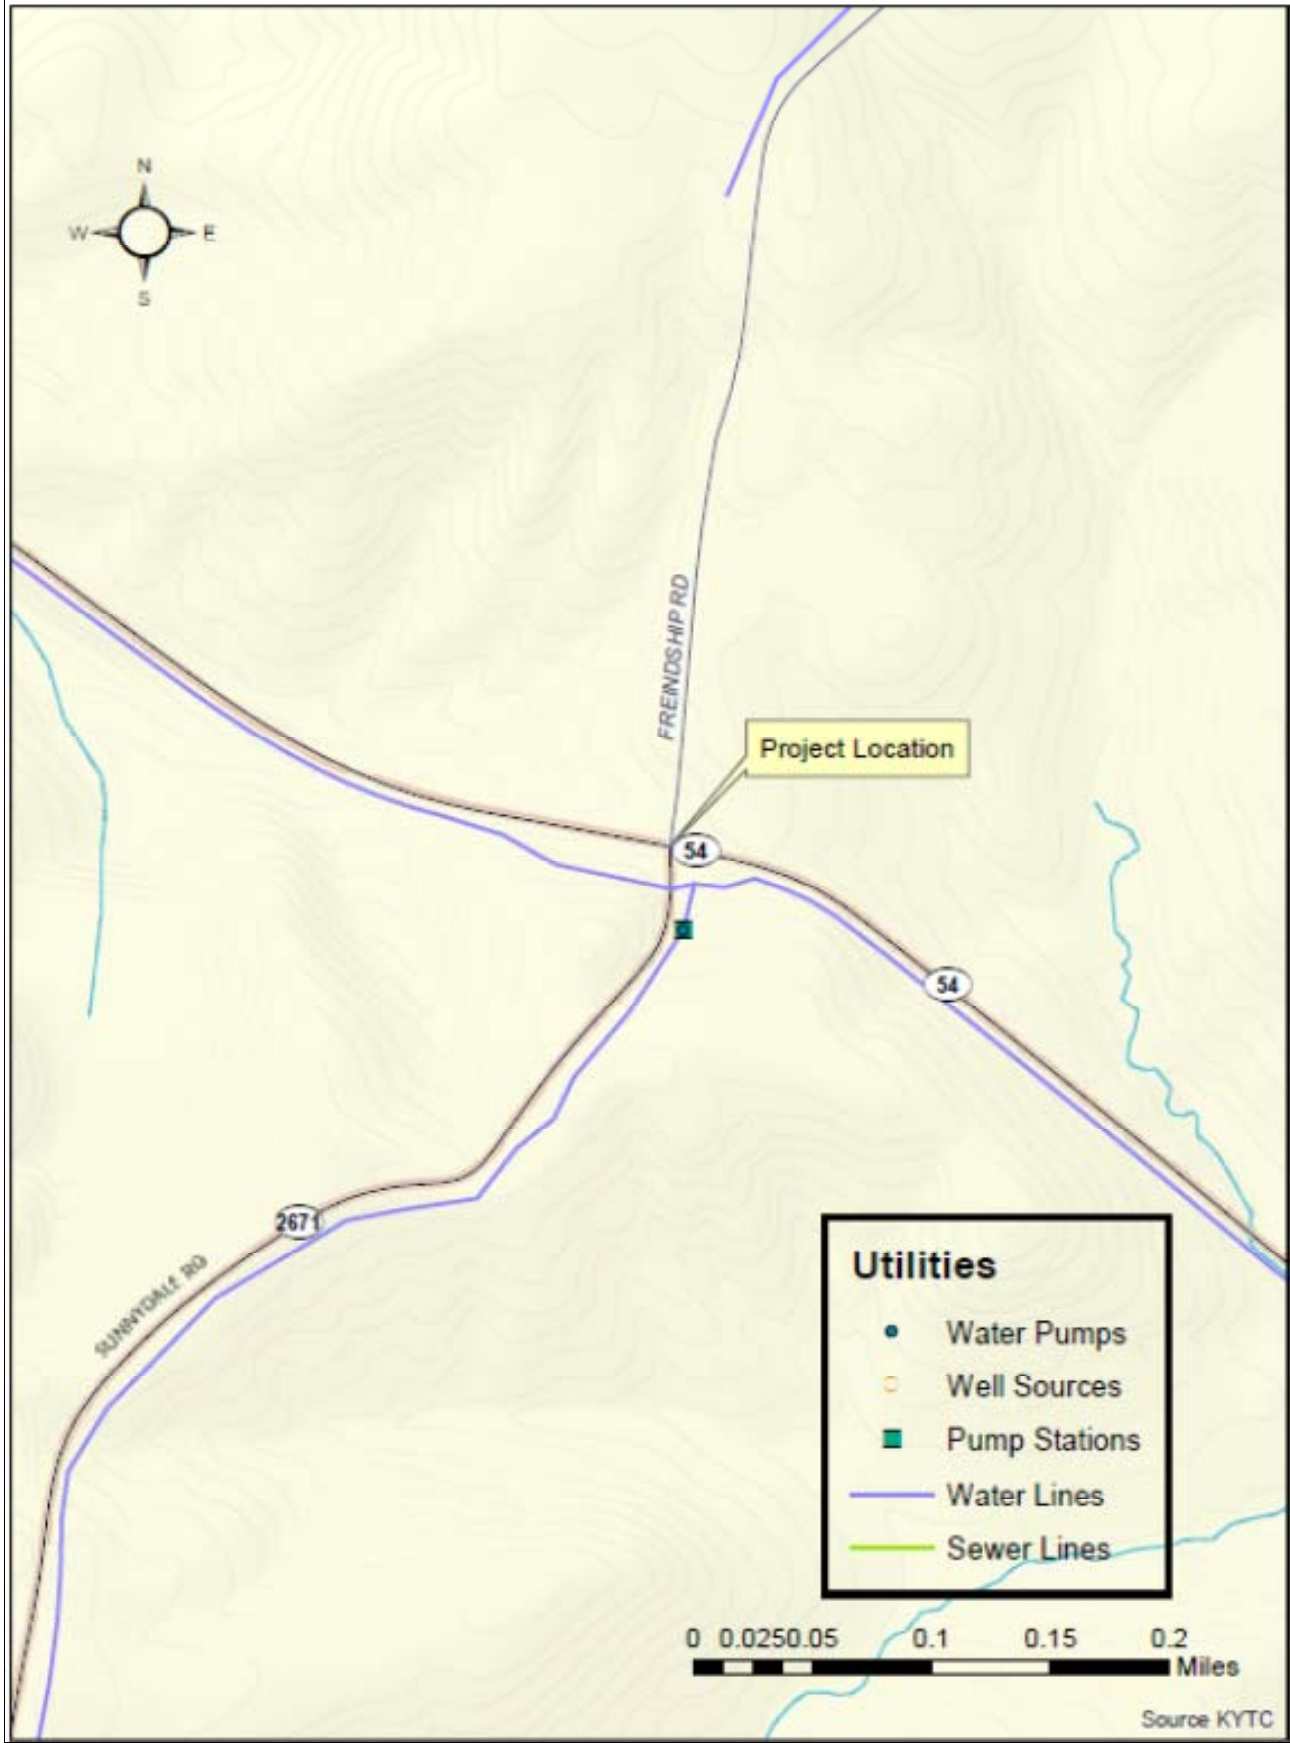 N
W E
S
FREINDSHIP RD
Project Location
54
54
2671
SUNNYDALE RD
Utilities
Water Pumps
Well Sources
Pump Stations
Water Lines
Sewer Lines
0 0.0250.05 0.1 0.15 0.2
Miles
Source KYTC